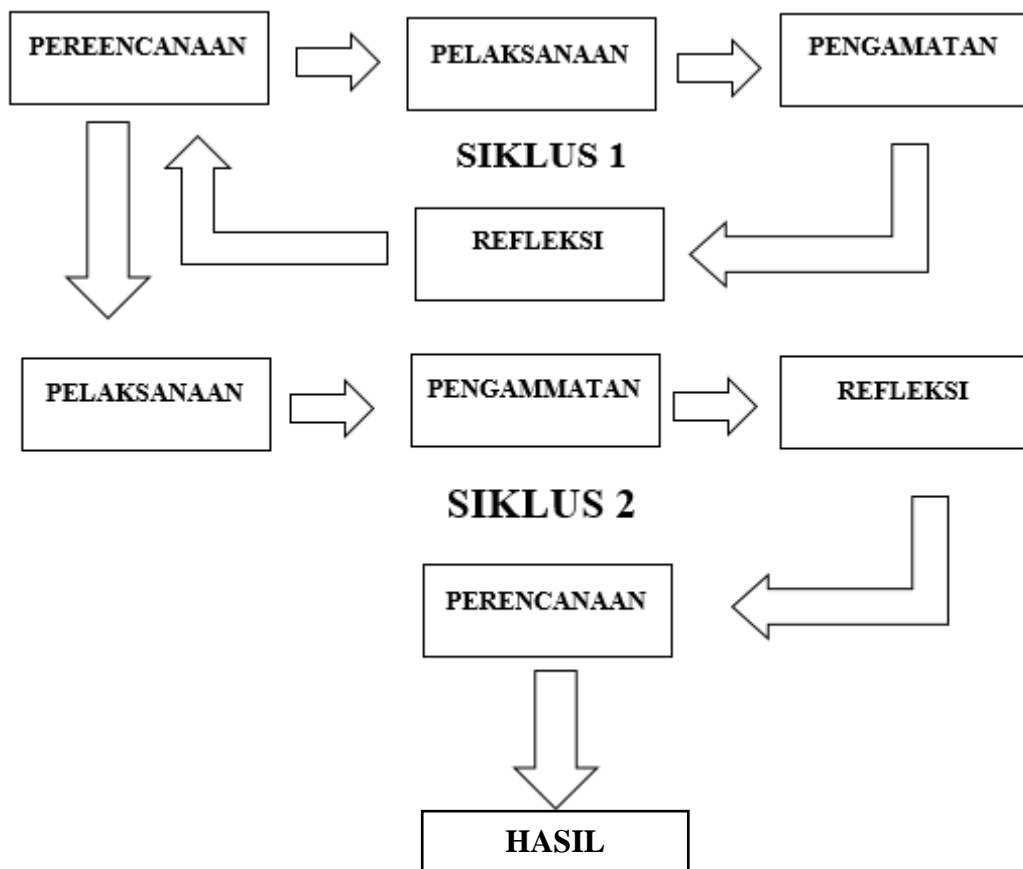 PEREENCANAAN
PELAKSANAAN
PENGAMATAN
SIKLUS 1
REFLEKSI
PELAKSANAAN
PENGAMMATAN
REFLEKSI
SIKLUS 2
PERENCANAAN
HASIL